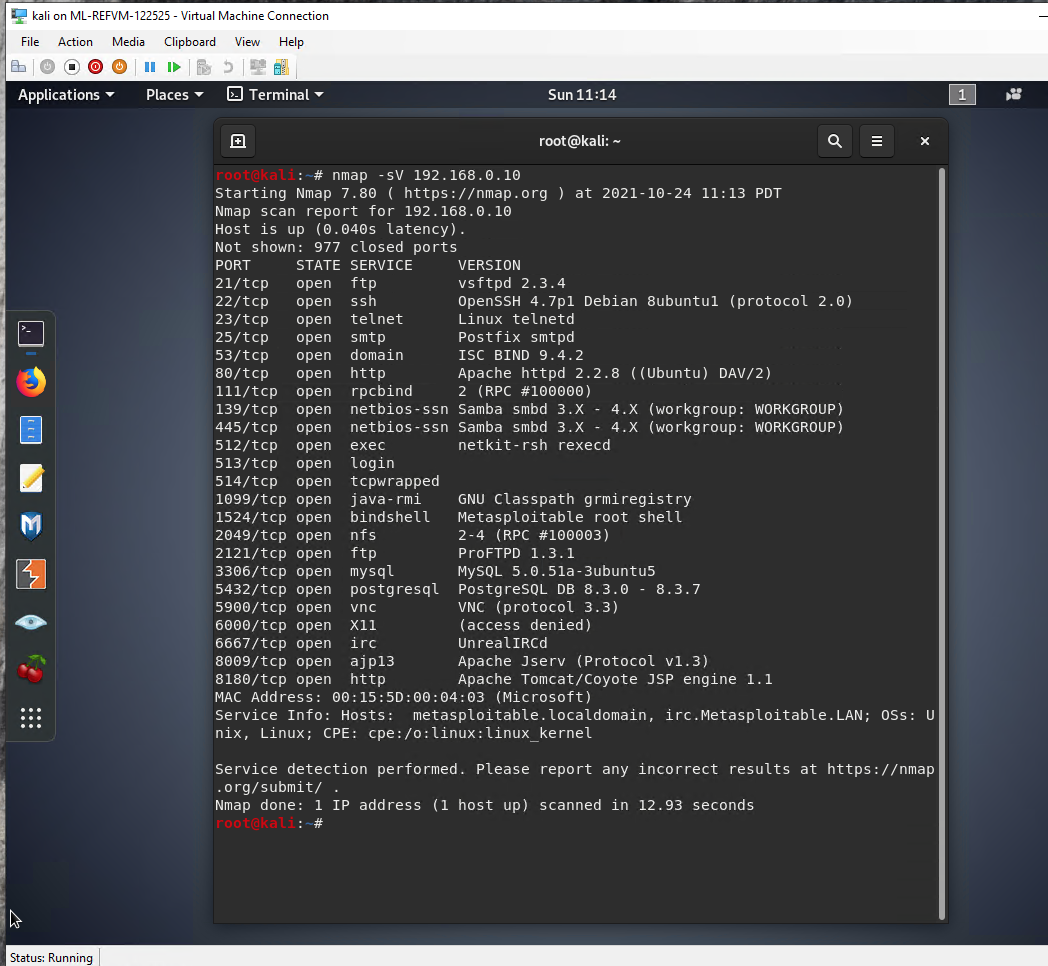 kali on ML-REFVM-122525 - Virtual Machine Connection
File Action Media Clipboard View Help
Applications Places Terminal Sun 11:14 1
root@kali: ~
root@kali:~# nmap -sV 192.168.0.10
Starting Nmap 7.80 ( https://nmap.org ) at 2021-10-24 11:13 PDT
Nmap scan report for 192.168.0.10
Host is up (0.040s latency).
Not shown: 977 closed ports
PORT     STATE SERVICE     VERSION
21/tcp   open  ftp         vsftpd 2.3.4
22/tcp   open  ssh         OpenSSH 4.7p1 Debian 8ubuntu1 (protocol 2.0)
23/tcp   open  telnet      Linux telnetd
25/tcp   open  smtp        Postfix smtpd
53/tcp   open  domain      ISC BIND 9.4.2
80/tcp   open  http        Apache httpd 2.2.8 ((Ubuntu) DAV/2)
111/tcp  open  rpcbind     2 (RPC #100000)
139/tcp  open  netbios-ssn Samba smbd 3.X - 4.X (workgroup: WORKGROUP)
445/tcp  open  netbios-ssn Samba smbd 3.X - 4.X (workgroup: WORKGROUP)
512/tcp  open  exec        netkit-rsh rexecd
513/tcp  open  login
514/tcp  open  tcpwrapped
1099/tcp open  java-rmi    GNU Classpath grmiregistry
1524/tcp open  bindshell   Metasploitable root shell
2049/tcp open  nfs         2-4 (RPC #100003)
2121/tcp open  ftp         ProFTPD 1.3.1
3306/tcp open  mysql       MySQL 5.0.51a-3ubuntu5
5432/tcp open  postgresql  PostgreSQL DB 8.3.0 - 8.3.7
5900/tcp open  vnc         VNC (protocol 3.3)
6000/tcp open  X11         (access denied)
6667/tcp open  irc         UnrealIRCd
8009/tcp open  ajp13       Apache Jserv (Protocol v1.3)
8180/tcp open  http        Apache Tomcat/Coyote JSP engine 1.1
MAC Address: 00:15:5D:00:04:03 (Microsoft)
Service Info: Hosts:  metasploitable.localdomain, irc.Metasploitable.LAN; OSs: U
nix, Linux; CPE: cpe:/o:linux:linux_kernel
Service detection performed. Please report any incorrect results at https://nmap
.org/submit/ .
Nmap done: 1 IP address (1 host up) scanned in 12.93 seconds
root@kali:~#
Status: Running